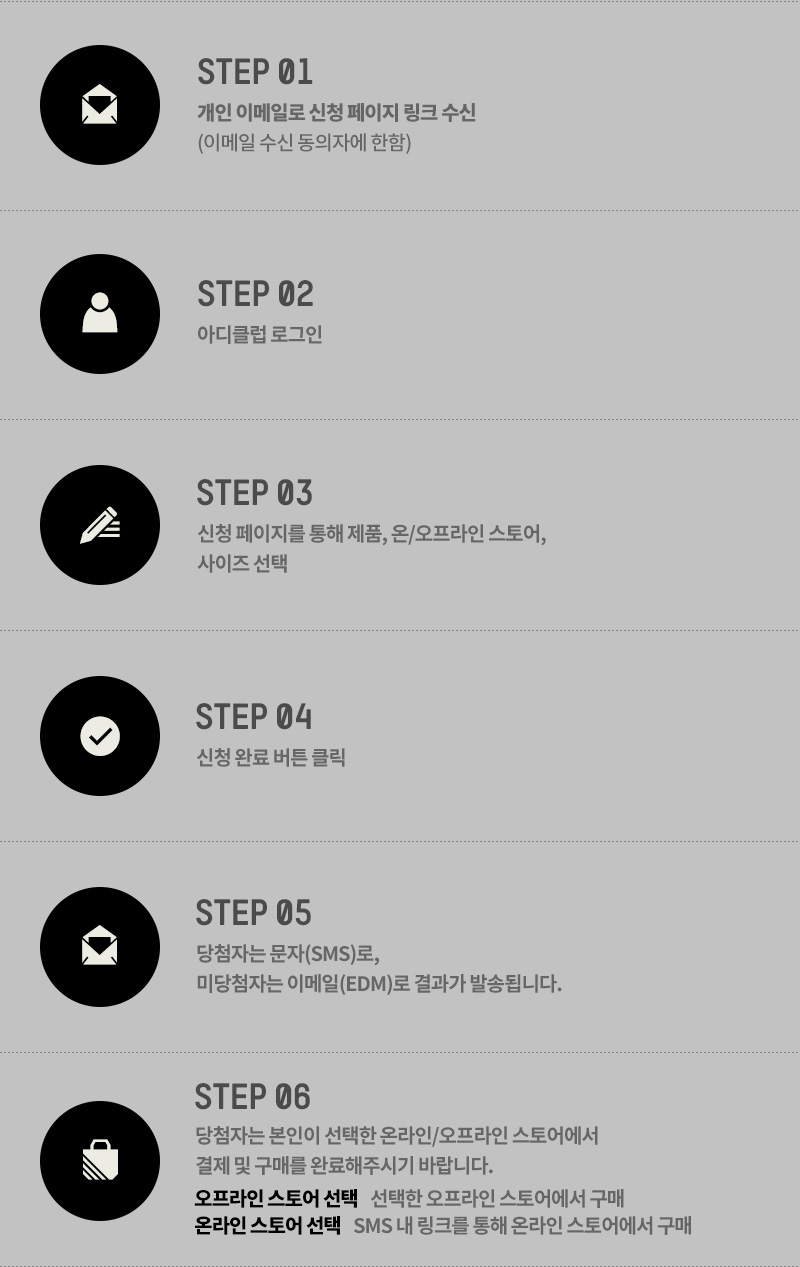 STEP 01
개인 이메일로 신청 페이지 링크 수신
(이메일 수신 동의자에 한함)
STEP 02
아디클럽 로그인
STEP 03
신청 페이지를 통해 제품, 온/오프라인 스토어,
사이즈 선택
STEP 04
신청 완료 버튼 클릭
STEP 05
당첨자는 문자(SMS)로,
미당첨자는 이메일(EDM)로 결과가 발송됩니다.
STEP 06
당첨자는 본인이 선택한 온라인/오프라인 스토어에서
결제 및 구매를 완료해주시기 바랍니다.
오프라인 스토어 선택 선택한 오프라인 스토어에서 구매
온라인 스토어 선택 SMS 내 링크를 통해 온라인 스토어에서 구매